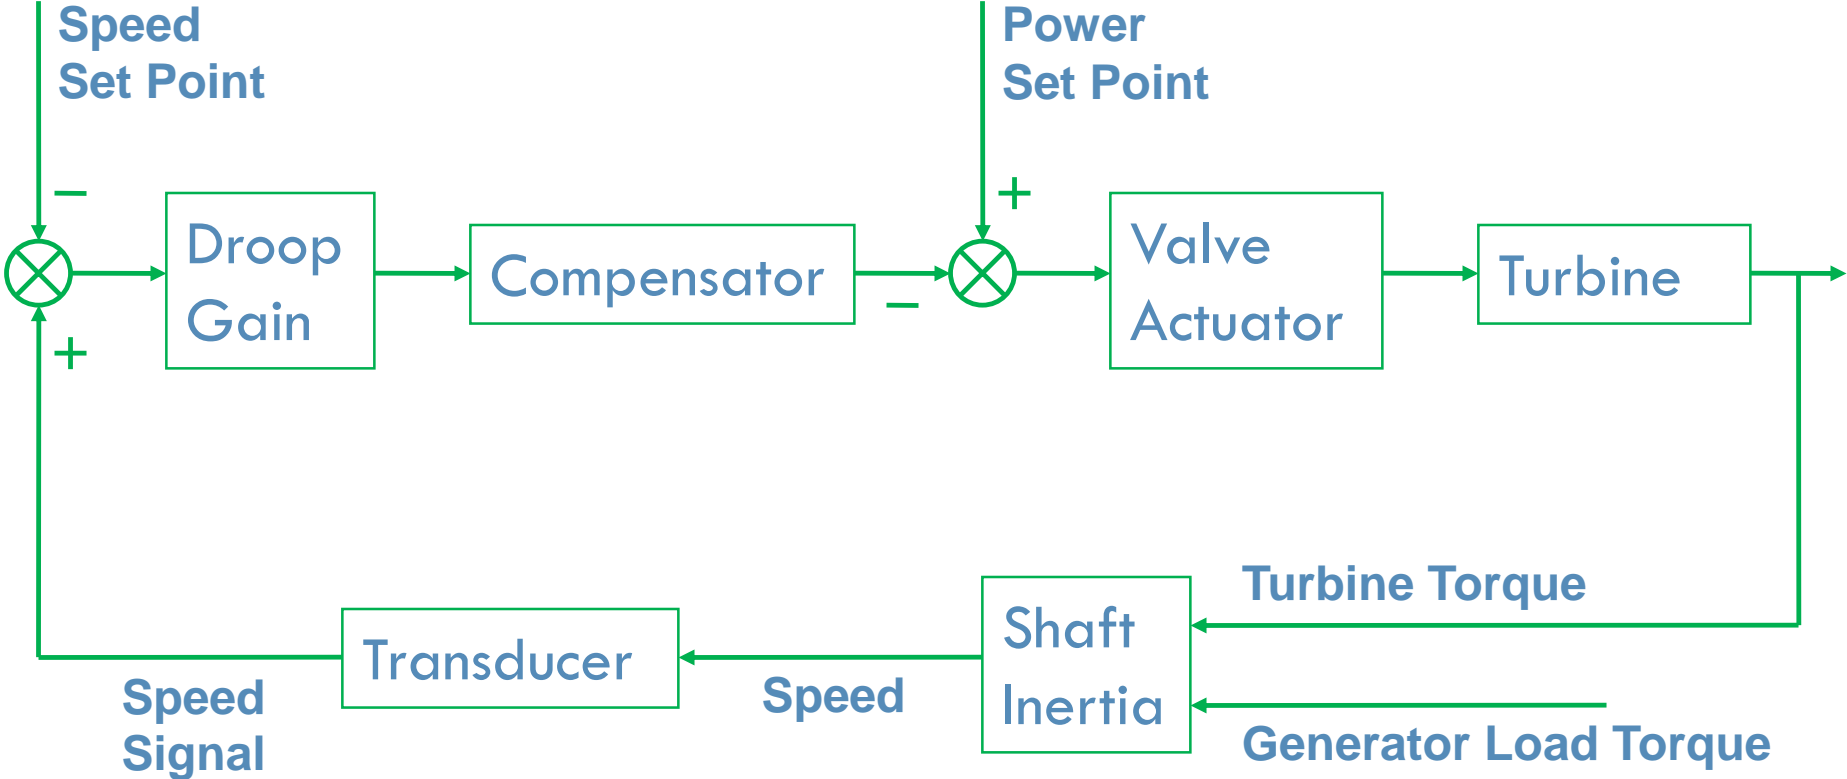 Speed
Set Point
Power
Set Point
−
+
Droop
Gain
Compensator
−
Valve
Actuator
Turbine
+
Turbine Torque
Shaft
Inertia
Transducer
Speed
Speed
Signal
Generator Load Torque